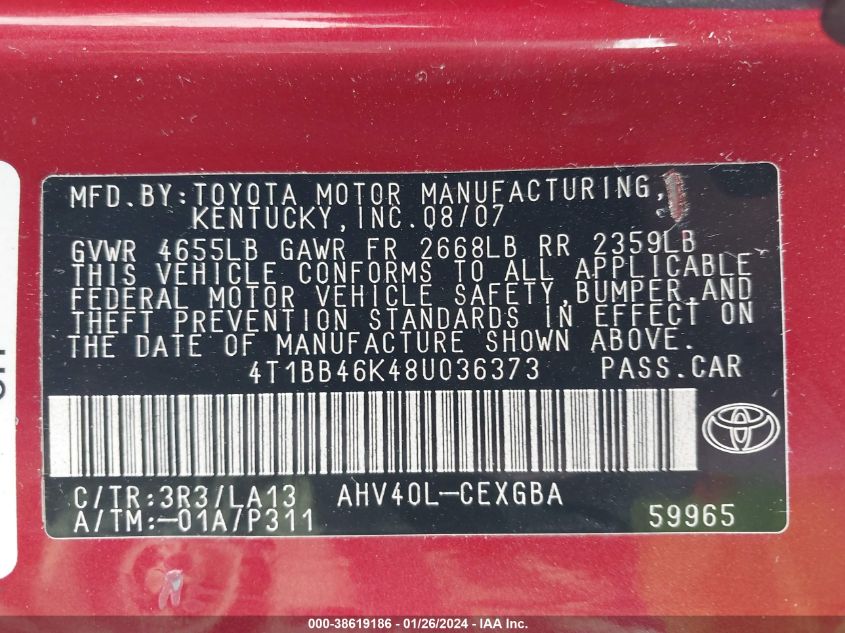 MFD.BY:TOYOTA MOTOR MANUFACTURING,
KENTUCKY,INC.08/07
GVWR 4655LB GAWR FR 2668LB RR 2359LB
THIS VEHICLE CONFORMS TO ALL APPLICABLE
FEDERAL MOTOR VEHICLE SAFETY,BUMPER,AND
THEFT PREVENTION STANDARDS IN EFFECT ON
THE DATE OF MANUFACTURE SHOWN ABOVE.
4T1BB46K48U036373 PASS.CAR
C/TR:3R3/LA13 AHV40L-CEXGBA
A/TM:-01A/P311 59965
000-38619186 - 01/26/2024 - IAA Inc.